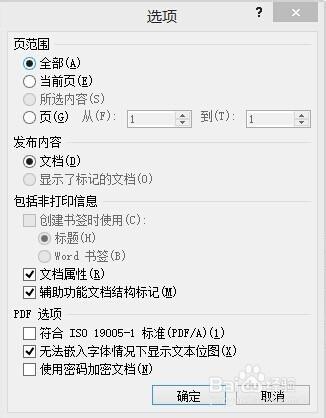 选项
?
×
页范围
全部(A)
当前页(E)
所选内容(S)
页(G) 从(F): 1 到(T): 1
发布内容
文档(D)
显示了标记的文档(O)
包括非打印信息
创建书签时使用(C):
标题(H)
Word 书签(B)
文档属性(R)
辅助功能文档结构标记(M)
PDF 选项
符合 ISO 19005-1 标准(PDF/A)(1)
无法嵌入字体情况下显示文本位图(X)
使用密码加密文档(N)
确定 取消